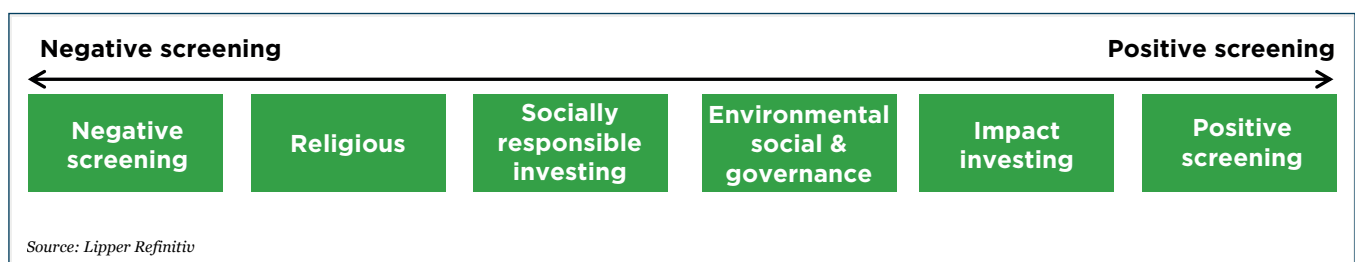 Negative screening
Positive screening
Negative
screening
Religious
Socially
responsible
investing
Environmental
social &
governance
Impact
investing
Positive
screening
Source: Lipper Refinitiv